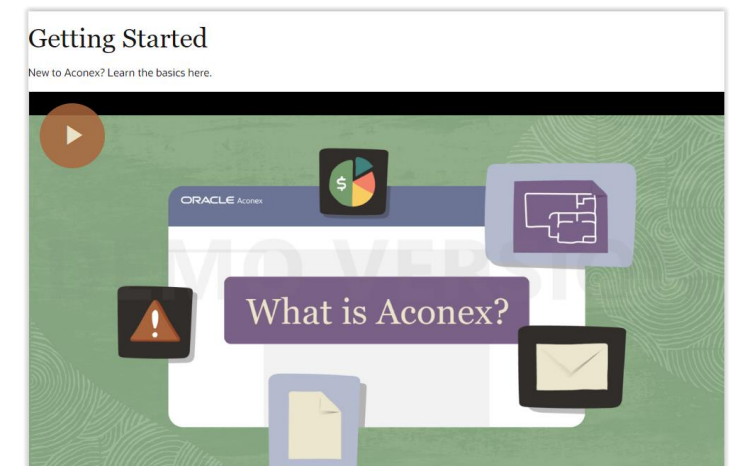 Getting Started
New to Aconex? Learn the basics here.
ORACLE Aconex
$
What is Aconex?